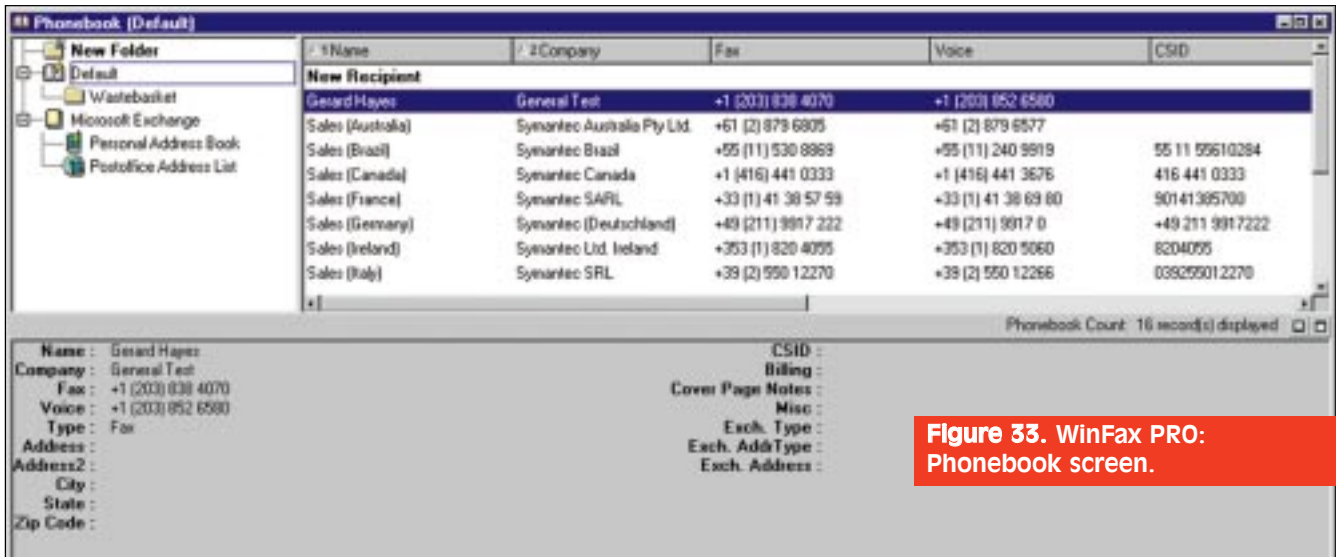 Phonebook (Default)
New Folder
Default
Wastebasket
Microsoft Exchange
Personal Address Book
Postoffice Address List
1Name 2Company Fax Voice CSID
New Recipient
Gerard Hayes General Test +1 (203) 838 4070 +1 (203) 852 6580
Sales (Australia) Symantec Australia Pty Ltd. +61 (2) 879 6805 +61 (2) 879 6577
Sales (Brazil) Symantec Brazil +55 (11) 530 8869 +55 (11) 240 9919 55 11 55610284
Sales (Canada) Symantec Canada +1 (416) 441 0333 +1 (416) 441 3676 416 441 0333
Sales (France) Symantec SARL +33 (1) 41 38 57 59 +33 (1) 41 38 69 80 90141385700
Sales (Germany) Symantec (Deutschland) +49 (211) 9917 222 +49 (211) 9917 0 +49 211 9917222
Sales (Ireland) Symantec Ltd. Ireland +353 (1) 820 4055 +353 (1) 820 5060 8204055
Sales (Italy) Symantec SRL +39 (2) 550 12270 +39 (2) 550 12266 039255012270
Phonebook Count: 16 record(s) displayed
Name : Gerard Hayes
Company : General Test
Fax : +1 (203) 838 4070
Voice : +1 (203) 852 6580
Type : Fax
Address :
Address2 :
City :
State :
Zip Code :
CSID :
Billing :
Cover Page Notes :
Misc :
Exch. Type :
Exch. AddrType :
Exch. Address :
Figure 33. WinFax PRO:
Phonebook screen.